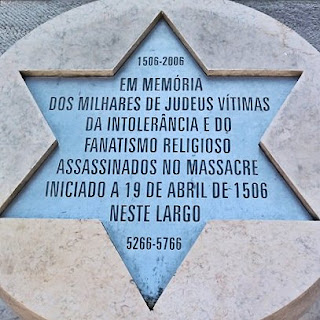 1506-2006
EM MEMÓRIA
DOS MILHARES DE JUDEUS VÍTIMAS
DA INTOLERÂNCIA E DO
FANATISMO RELIGIOSO
ASSASSINADOS NO MASSACRE
INICIADO A 19 DE ABRIL DE 1506
NESTE LARGO
5266-5766